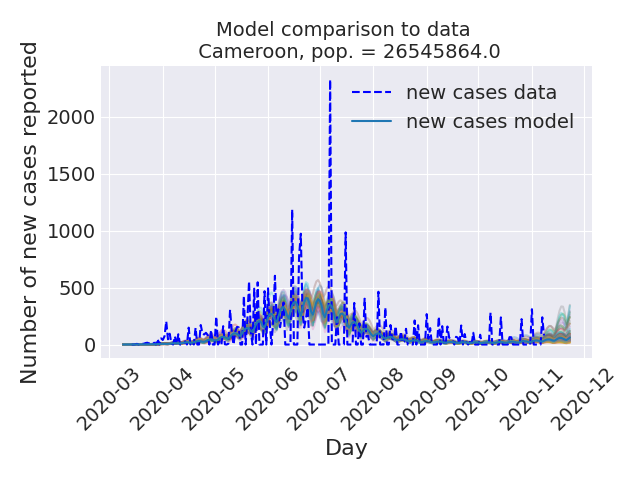 Model comparison to data
Cameroon, pop. = 26545864.0
Number of new cases reported
2000
1500
1000
500
0
new cases data
new cases model
2020-03
2020-04
2020-05
2020-06
2020-07
2020-08
2020-09
2020-10
2020-11
2020-12
Day